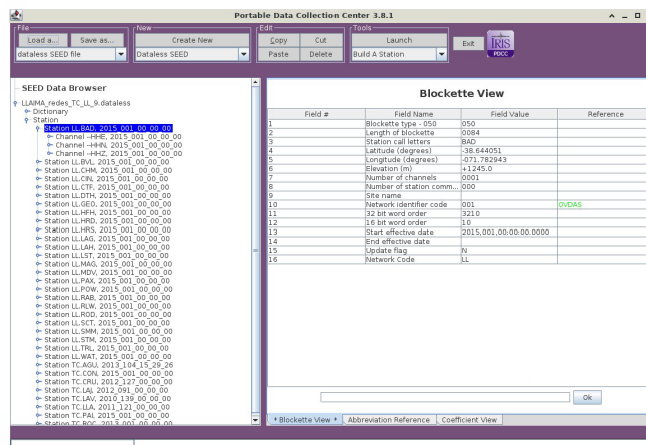 Portable Data Collection Center 3.8.1
File
New
Edit
Tools
Load a... Save as... Create New Copy Cut Launch Exit IRIS PDCC
dataless SEED file Dataless SEED Paste Delete Build A Station
SEED Data Browser
LLAIMA_redes_TC_LL_9.dataless
Dictionary
Station
Station LL.BAD, 2015_001_00_00_00
Channel --HHE, 2015_001_00_00_00
Channel --HHN, 2015_001_00_00_00
Channel --HHZ, 2015_001_00_00_00
Station LL.BVL, 2015_001_00_00_00
Station LL.CHM, 2015_001_00_00_00
Station LL.CIN, 2015_001_00_00_00
Station LL.CTF, 2015_001_00_00_00
Station LL.DTH, 2015_001_00_00_00
Station LL.GEO, 2015_001_00_00_00
Station LL.HFH, 2015_001_00_00_00
Station LL.HRD, 2015_001_00_00_00
Station LL.HRS, 2015_001_00_00_00
Station LL.LAG, 2015_001_00_00_00
Station LL.LAH, 2015_001_00_00_00
Station LL.LST, 2015_001_00_00_00
Station LL.MAG, 2015_001_00_00_00
Station LL.MDV, 2015_001_00_00_00
Station LL.PAX, 2015_001_00_00_00
Station LL.POW, 2015_001_00_00_00
Station LL.RAB, 2015_001_00_00_00
Station LL.RLW, 2015_001_00_00_00
Station LL.ROD, 2015_001_00_00_00
Station LL.SCT, 2015_001_00_00_00
Station LL.SMM, 2015_001_00_00_00
Station LL.STM, 2015_001_00_00_00
Station LL.TRL, 2015_001_00_00_00
Station LL.WAT, 2015_001_00_00_00
Station TC.AGU, 2013_104_15_29_26
Station TC.CON, 2015_001_00_00_00
Station TC.CRU, 2012_127_00_00_00
Station TC.LAJ, 2012_091_00_00_00
Station TC.LAV, 2010_139_00_00_00
Station TC.LLA, 2011_121_00_00_00
Station TC.PAI, 2015_001_00_00_00
Station TC.ROC, 2013_001_00_00_00
Blockette View
Field # Field Name Field Value Reference
1 Blockette type - 050 050
2 Length of blockette 0084
3 Station call letters BAD
4 Latitude (degrees) -38.644051
5 Longitude (degrees) -071.782943
6 Elevation (m) +1245.0
7 Number of channels 0001
8 Number of station comm... 000
9 Site name
10 Network identifier code 001 OVDAS
11 32 bit word order 3210
12 16 bit word order 10
13 Start effective date 2015,001,00:00:00.0000
14 End effective date
15 Update flag N
16 Network Code LL
Ok
* Blockette View * Abbreviation Reference Coefficient View